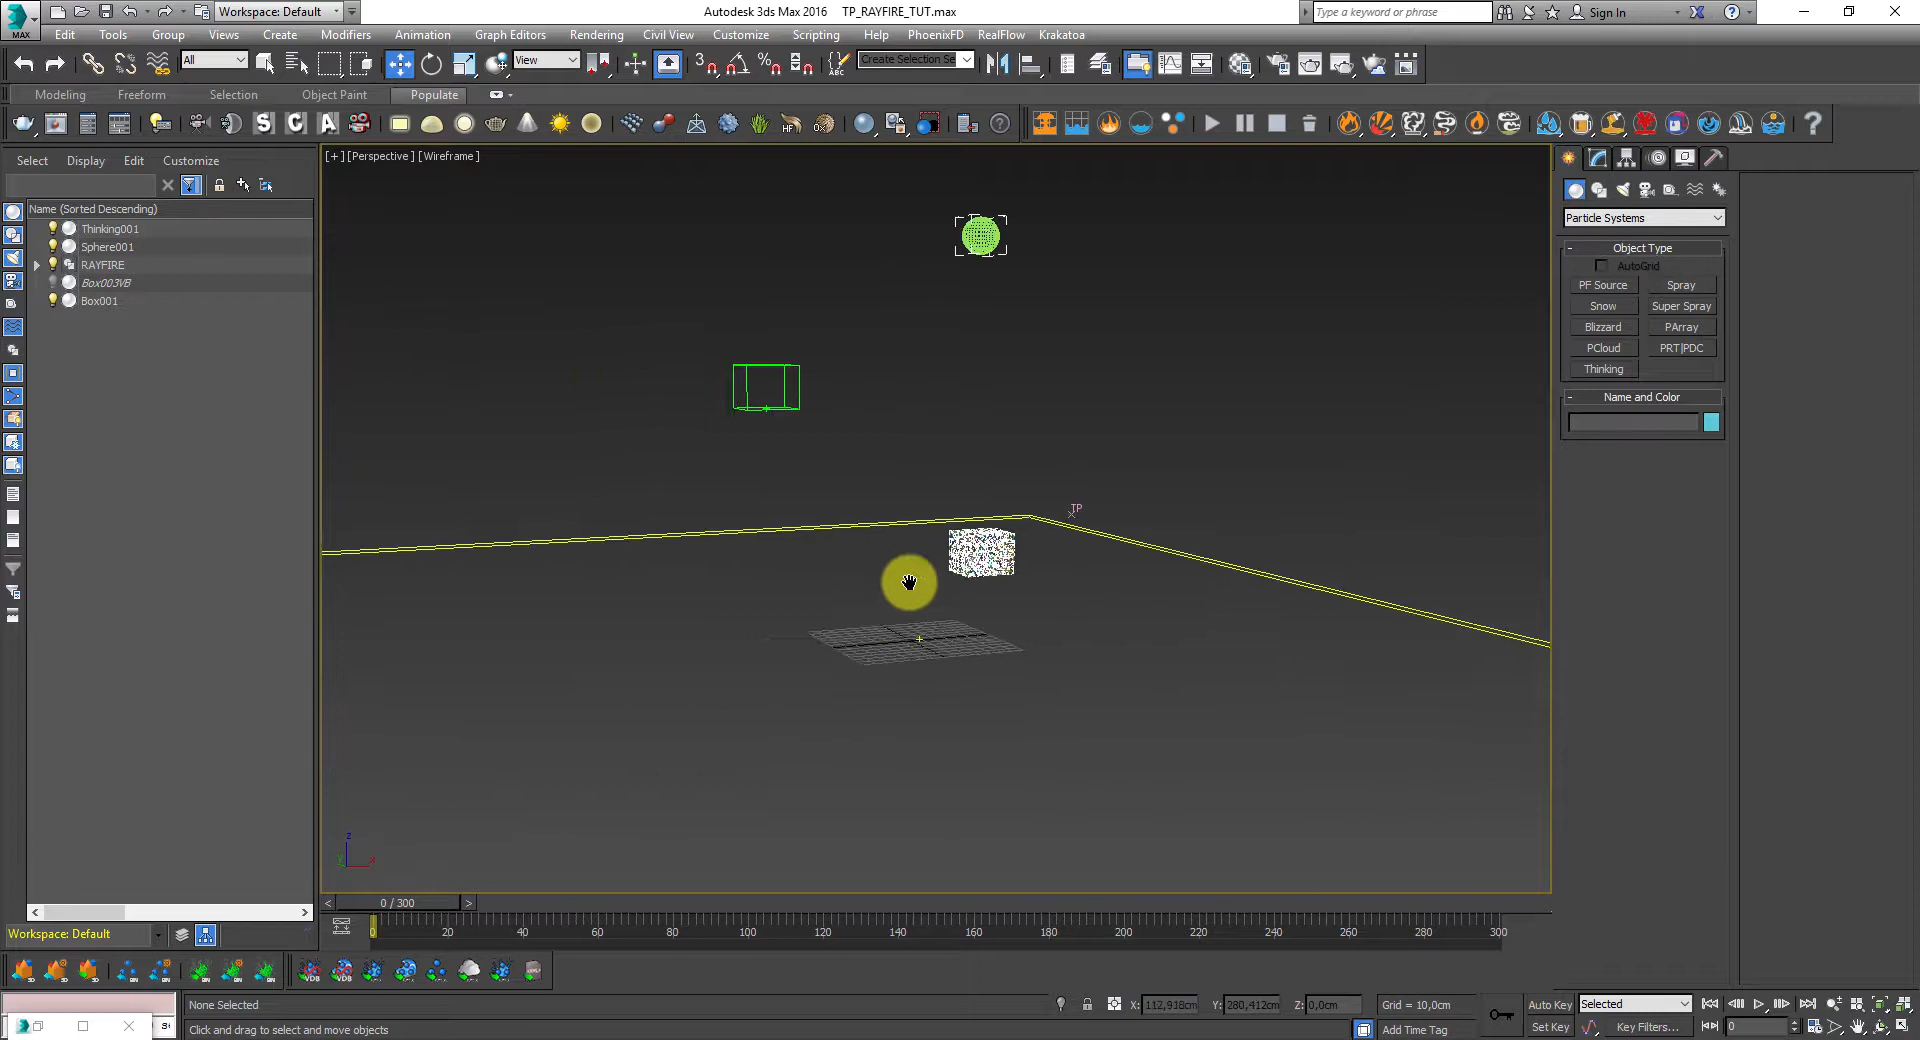 Workspace: Default
Autodesk 3ds Max 2016 TP_RAYFIRE_TUT.max
Type a keyword or phrase
Sign In
MAX
Edit Tools Group Views Create Modifiers Animation Graph Editors Rendering Civil View Customize Scripting Help PhoenixFD RealFlow Krakatoa
All
View
Create Selection Se
Modeling Freeform Selection Object Paint Populate
Select Display Edit Customize
[+] [Perspective] [Wireframe]
Name (Sorted Descending)
Thinking001
Sphere001
RAYFIRE
Box003VB
Box001
TP
z
y
x
Particle Systems
- Object Type
AutoGrid
PF Source Spray
Snow Super Spray
Blizzard PArray
PCloud PRT|PDC
Thinking
- Name and Color
< 0 / 300 >
0 20 40 60 80 100 120 140 160 180 200 220 240 260 280 300
Workspace: Default
None Selected
X: 112,918cm Y: 280,412cm Z: 0,0cm Grid = 10,0cm
Auto Key Selected
Click and drag to select and move objects
Add Time Tag
Set Key Key Filters...
0